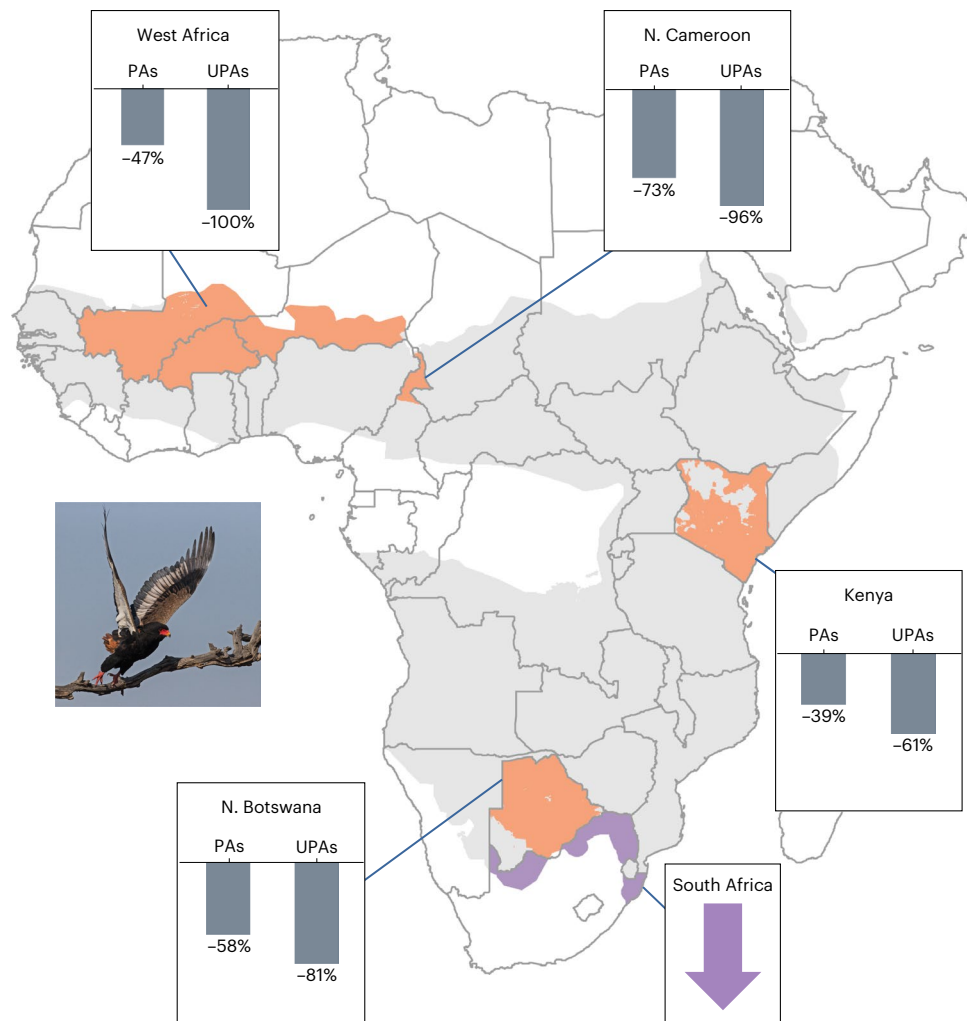 West Africa
PAs UPAs
–47%
–100%
N. Cameroon
PAs UPAs
–73%
–96%
Kenya
PAs UPAs
–39%
–61%
N. Botswana
PAs UPAs
–58%
–81%
South Africa